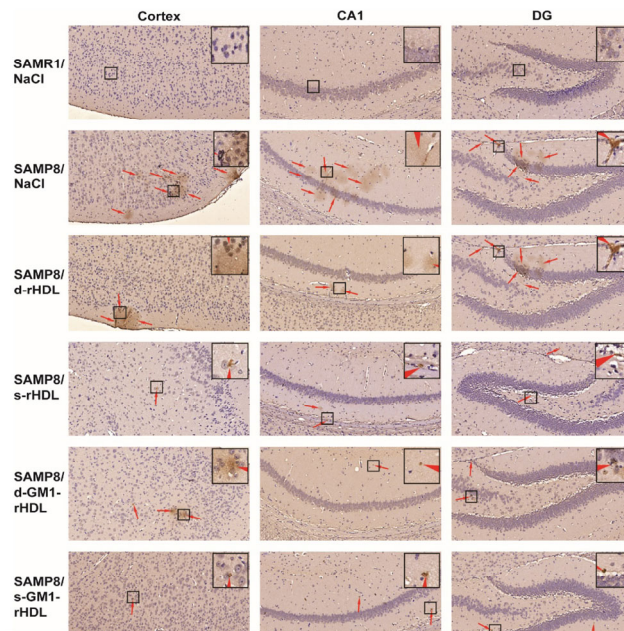 Cortex CA1 DG
SAMR1/
NaCl
SAMP8/
NaCl
SAMP8/
d-rHDL
SAMP8/
s-rHDL
SAMP8/
d-GM1-
rHDL
SAMP8/
s-GM1-
rHDL